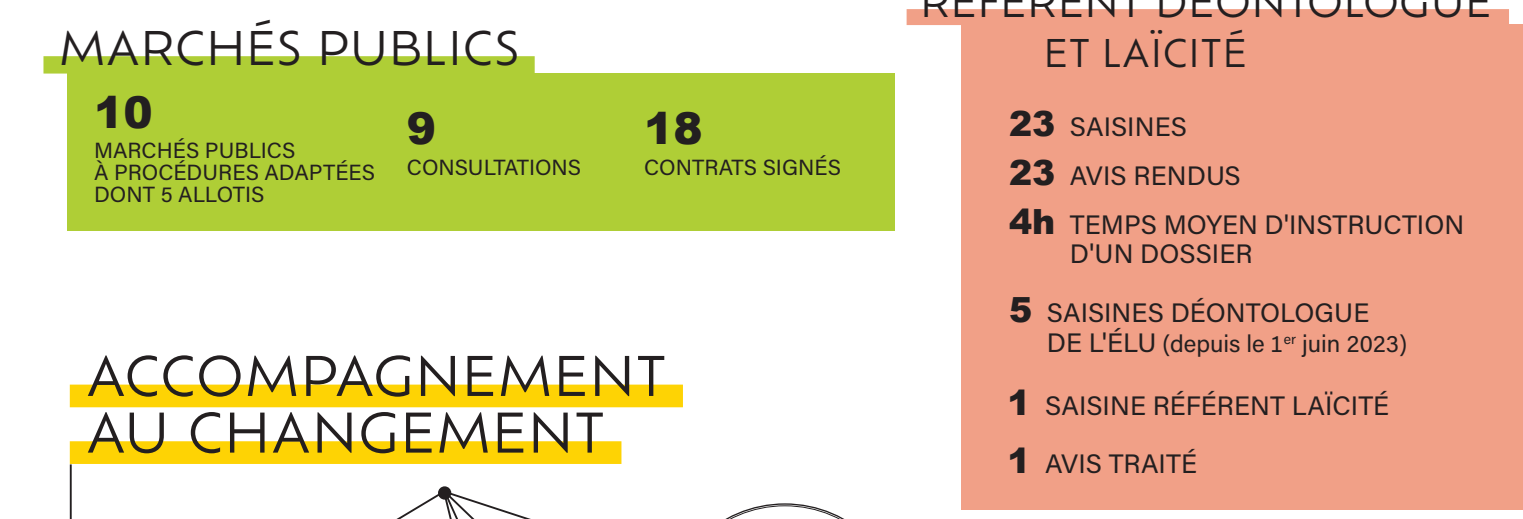 MARCHÉS PUBLICS
10
MARCHÉS PUBLICS
À PROCÉDURES ADAPTÉES
DONT 5 ALLOTIS
9
CONSULTATIONS
18
CONTRATS SIGNÉS
RÉFÉRENT DÉONTOLOGUE
ET LAÏCITÉ
23 SAISINES
23 AVIS RENDUS
4h TEMPS MOYEN D'INSTRUCTION
D'UN DOSSIER
5 SAISINES DÉONTOLOGUE
DE L'ÉLU (depuis le 1er juin 2023)
1 SAISINE RÉFÉRENT LAÏCITÉ
1 AVIS TRAITÉ
ACCOMPAGNEMENT
AU CHANGEMENT